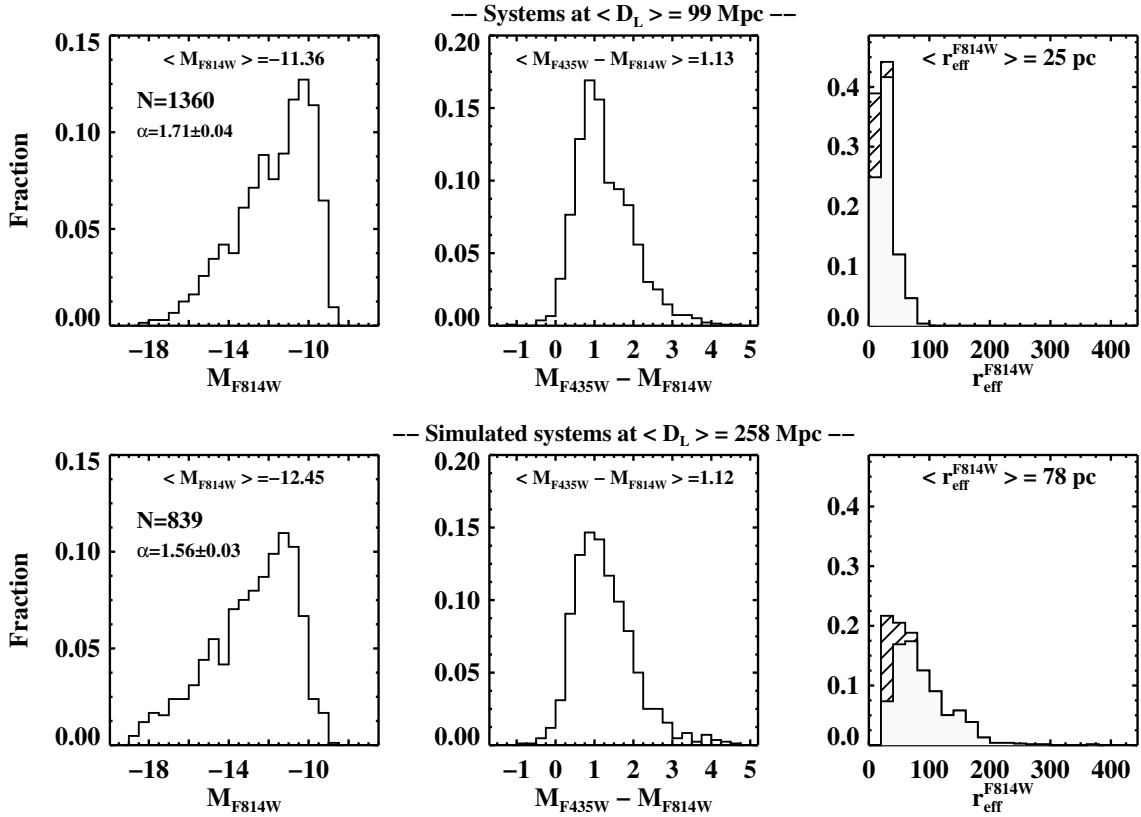 −− Systems at < D_L > = 99 Mpc −−
< M_F814W > =−11.36
N=1360
α=1.71±0.04
Fraction
0.15
0.10
0.05
0.00
−18 −14 −10
M_F814W
< M_F435W − M_F814W > =1.13
0.20
0.15
0.10
0.05
0.00
−1 0 1 2 3 4 5
M_F435W − M_F814W
< r_eff^F814W > = 25 pc
0.4
0.3
0.2
0.1
0.0
0 100 200 300 400
r_eff^F814W
−− Simulated systems at < D_L > = 258 Mpc −−
< M_F814W > =−12.45
N=839
α=1.56±0.03
Fraction
0.15
0.10
0.05
0.00
−18 −14 −10
M_F814W
< M_F435W − M_F814W > =1.12
0.20
0.15
0.10
0.05
0.00
−1 0 1 2 3 4 5
M_F435W − M_F814W
< r_eff^F814W > = 78 pc
0.4
0.3
0.2
0.1
0.0
0 100 200 300 400
r_eff^F814W